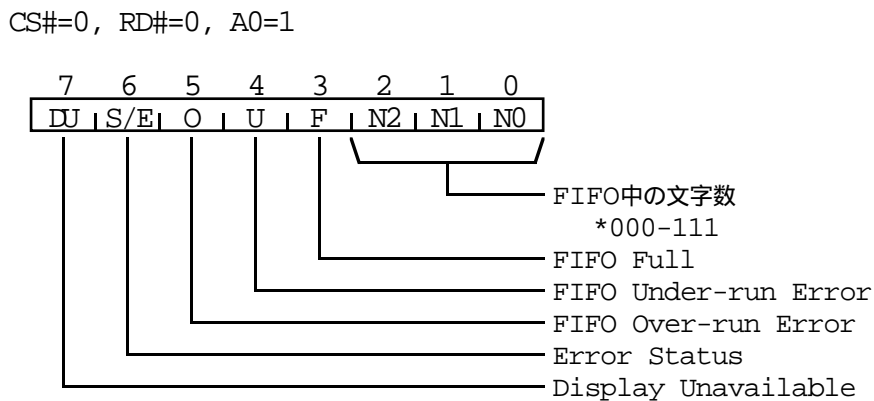 CS#=0, RD#=0, A0=1
7 6 5 4 3 2 1 0
DU S/E O U F N2 N1 N0
FIFO中の文字数
*000-111
FIFO Full
FIFO Under-run Error
FIFO Over-run Error
Error Status
Display Unavailable